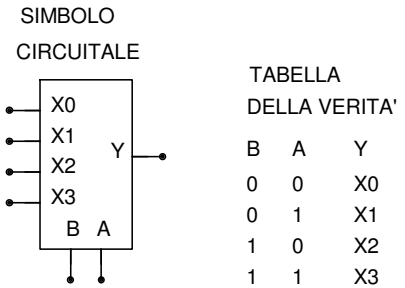 SIMBOLO
CIRCUITALE
X0
X1
X2
X3
Y
B A
TABELLA
DELLA VERITA'
B A Y
0 0 X0
0 1 X1
1 0 X2
1 1 X3